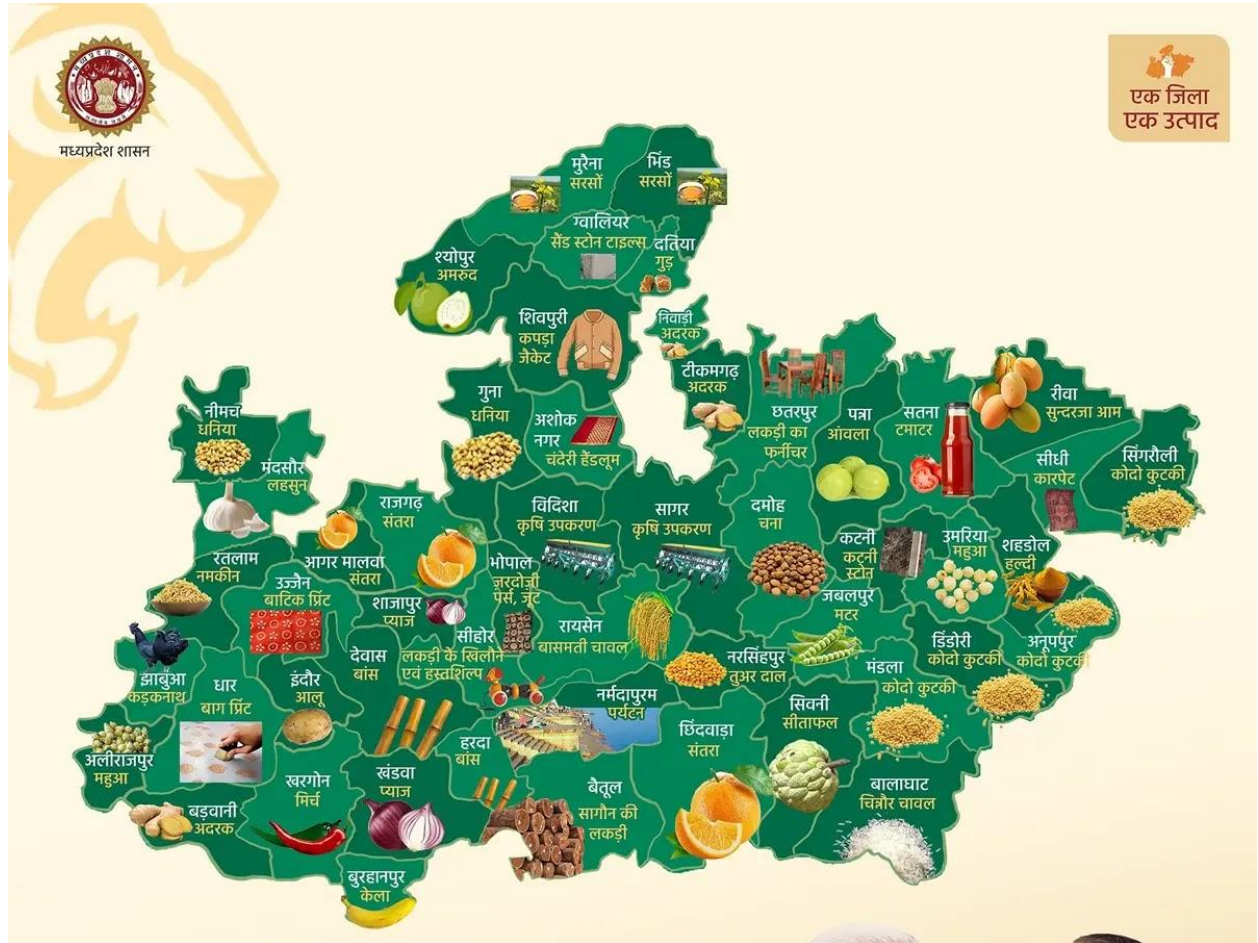 मध्यप्रदेश शासन
एक जिला
एक उत्पाद
मुरैना
सरसों
भिंड
सरसों
ग्वालियर
सैंड स्टोन टाइल्स
दतिया
गुड़
श्योपुर
अमरुद
शिवपुरी
कपड़ा
जैकेट
निवाड़ी
अदरक
टीकमगढ़
अदरक
छतरपुर
लकड़ी का
फर्नीचर
पन्ना
आंवला
सतना
टमाटर
रीवा
सुन्दरजा आम
सीधी
कारपेट
सिंगरौली
कोदो कुटकी
नीमच
धनिया
मंदसौर
लहसुन
गुना
धनिया
अशोक
नगर
चंदेरी हैंडलूम
राजगढ़
संतरा
विदिशा
कृषि उपकरण
सागर
कृषि उपकरण
दमोह
चना
कटनी
कटनी
स्टोन
उमरिया
महुआ
शहडोल
हल्दी
रतलाम
नमकीन
आगर मालवा
संतरा
उज्जैन
बाटिक प्रिंट
शाजापुर
प्याज
भोपाल
ज़रदोज़ी
पर्स, जूट
सीहोर
लकड़ी के खिलौने
एवं हस्तशिल्प
रायसेन
बासमती चावल
जबलपुर
मटर
नरसिंहपुर
तुअर दाल
मंडला
कोदो कुटकी
डिंडोरी
कोदो कुटकी
अनूपपुर
कोदो कुटकी
झाबुआ
कड़कनाथ
धार
बाग प्रिंट
इंदौर
आलू
देवास
बांस
हरदा
बांस
नर्मदापुरम
पर्यटन
छिंदवाड़ा
संतरा
सिवनी
सीताफल
बालाघाट
चिन्नौर चावल
अलीराजपुर
महुआ
बड़वानी
अदरक
खरगोन
मिर्च
खंडवा
प्याज
बैतूल
सागौन की
लकड़ी
बुरहानपुर
केला